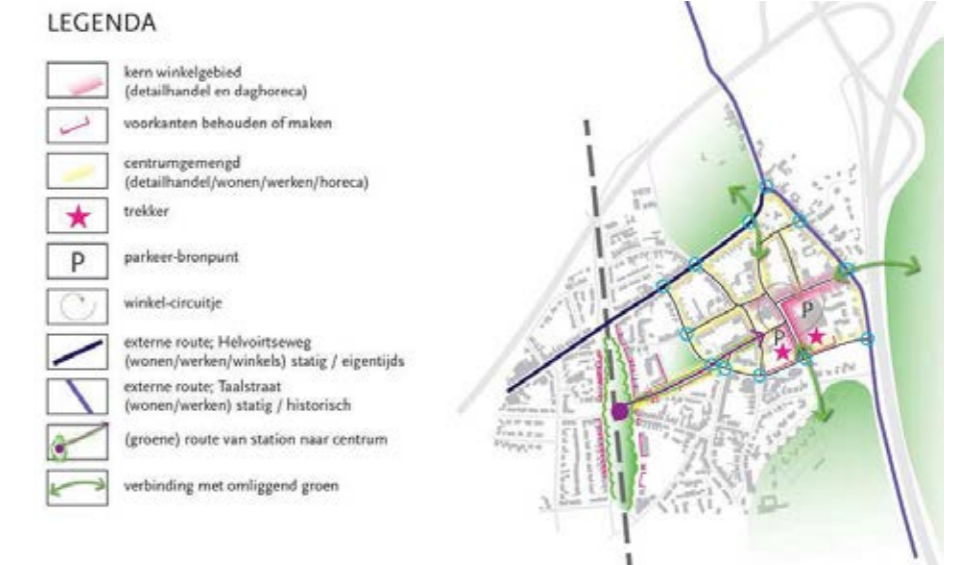 LEGENDA
kern winkelgebied
(detailhandel en daghoreca)
voorkanten behouden of maken
centrumgemengd
(detailhandel/wonen/werken/horeca)
trekker
P
parkeer-bronpunt
winkel-circuitje
externe route; Helvoirtseweg
(wonen/werken/winkels) statig / eigentijds
externe route; Taalstraat
(wonen/werken) statig / historisch
(groene) route van station naar centrum
verbinding met omliggend groen
P
P